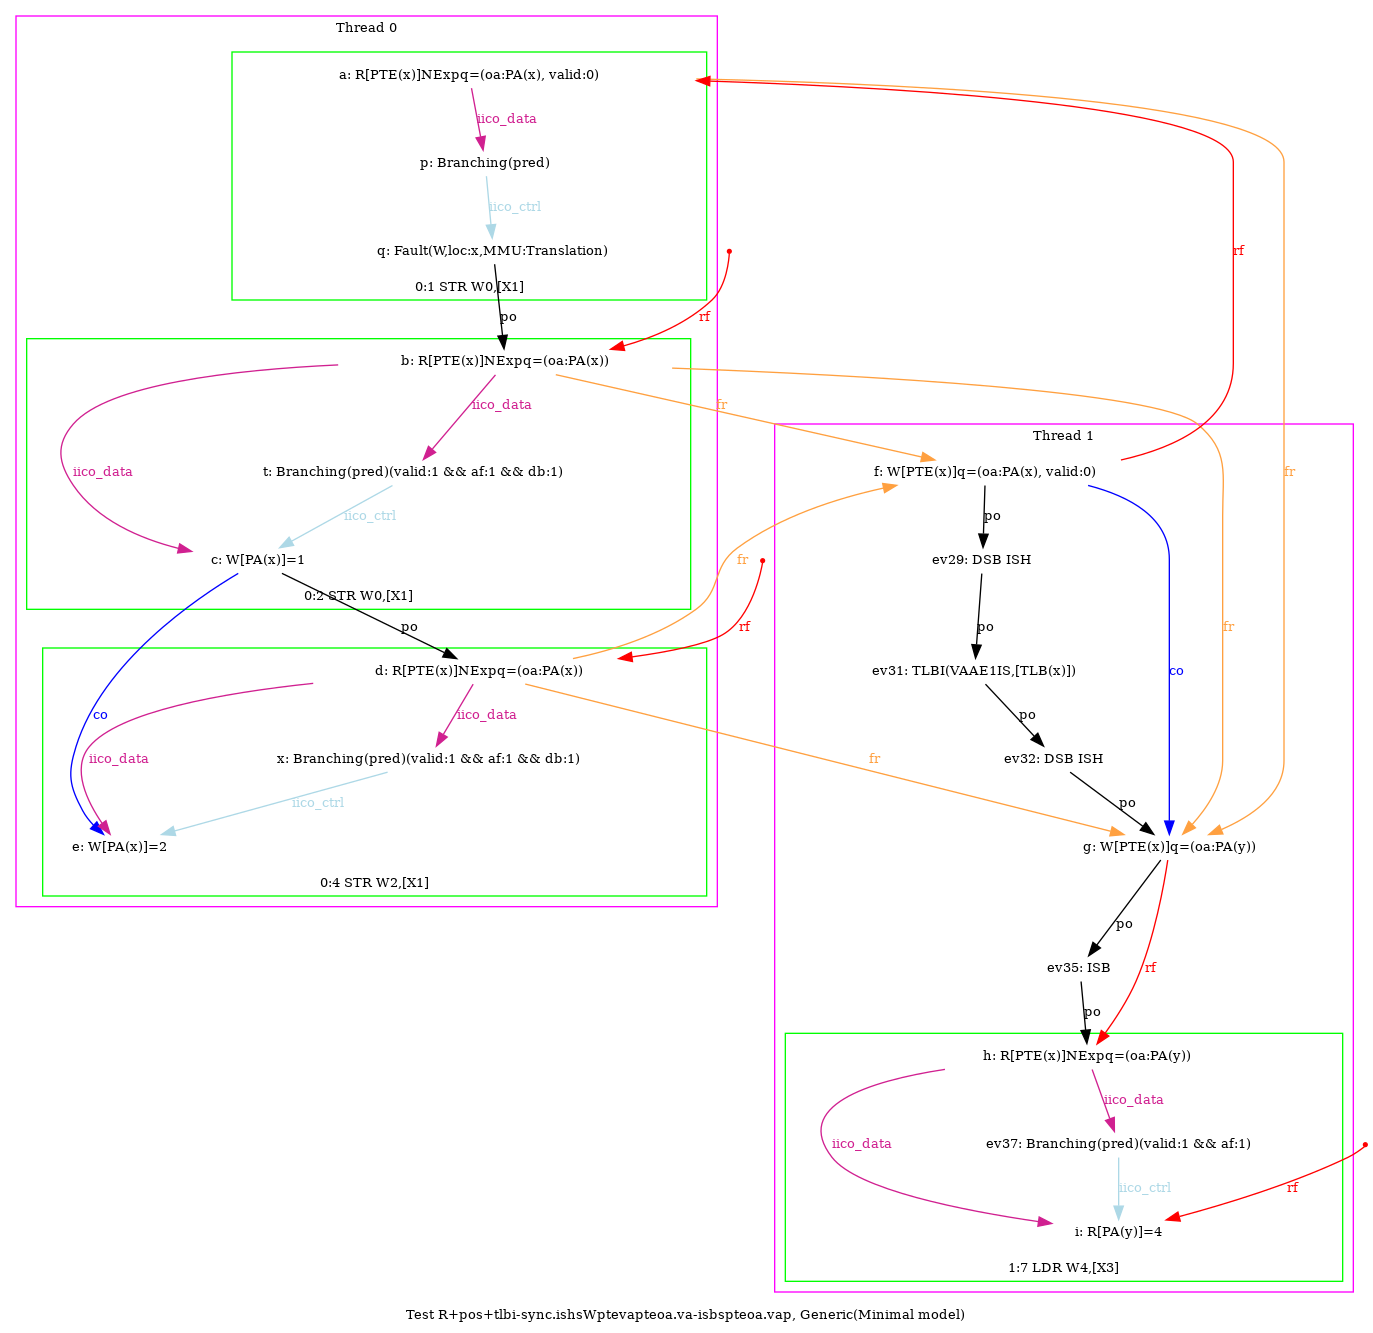 Thread 0
a: R[PTE(x)]NExpq=(oa:PA(x), valid:0)
iico_data
p: Branching(pred)
iico_ctrl
rf
q: Fault(W,loc:x,MMU:Translation)
0:1 STR W0,[X1]
po
rf
b: R[PTE(x)]NExpq=(oa:PA(x))
iico_data
fr
Thread 1
iico_data
t: Branching(pred)(valid:1 && af:1 && db:1)
f: W[PTE(x)]q=(oa:PA(x), valid:0)
fr
iico_ctrl
po
c: W[PA(x)]=1
fr
ev29: DSB ISH
0:2 STR W0,[X1]
po
rf
po
fr
d: R[PTE(x)]NExpq=(oa:PA(x))
ev31: TLBI(VAAE1IS,[TLB(x)])
co
co
iico_data
po
iico_data
x: Branching(pred)(valid:1 && af:1 && db:1)
fr
ev32: DSB ISH
iico_ctrl
po
e: W[PA(x)]=2
g: W[PTE(x)]q=(oa:PA(y))
0:4 STR W2,[X1]
po
ev35: ISB
rf
po
h: R[PTE(x)]NExpq=(oa:PA(y))
iico_data
iico_data
ev37: Branching(pred)(valid:1 && af:1)
iico_ctrl
rf
i: R[PA(y)]=4
1:7 LDR W4,[X3]
Test R+pos+tlbi-sync.ishsWptevapteoa.va-isbspteoa.vap, Generic(Minimal model)